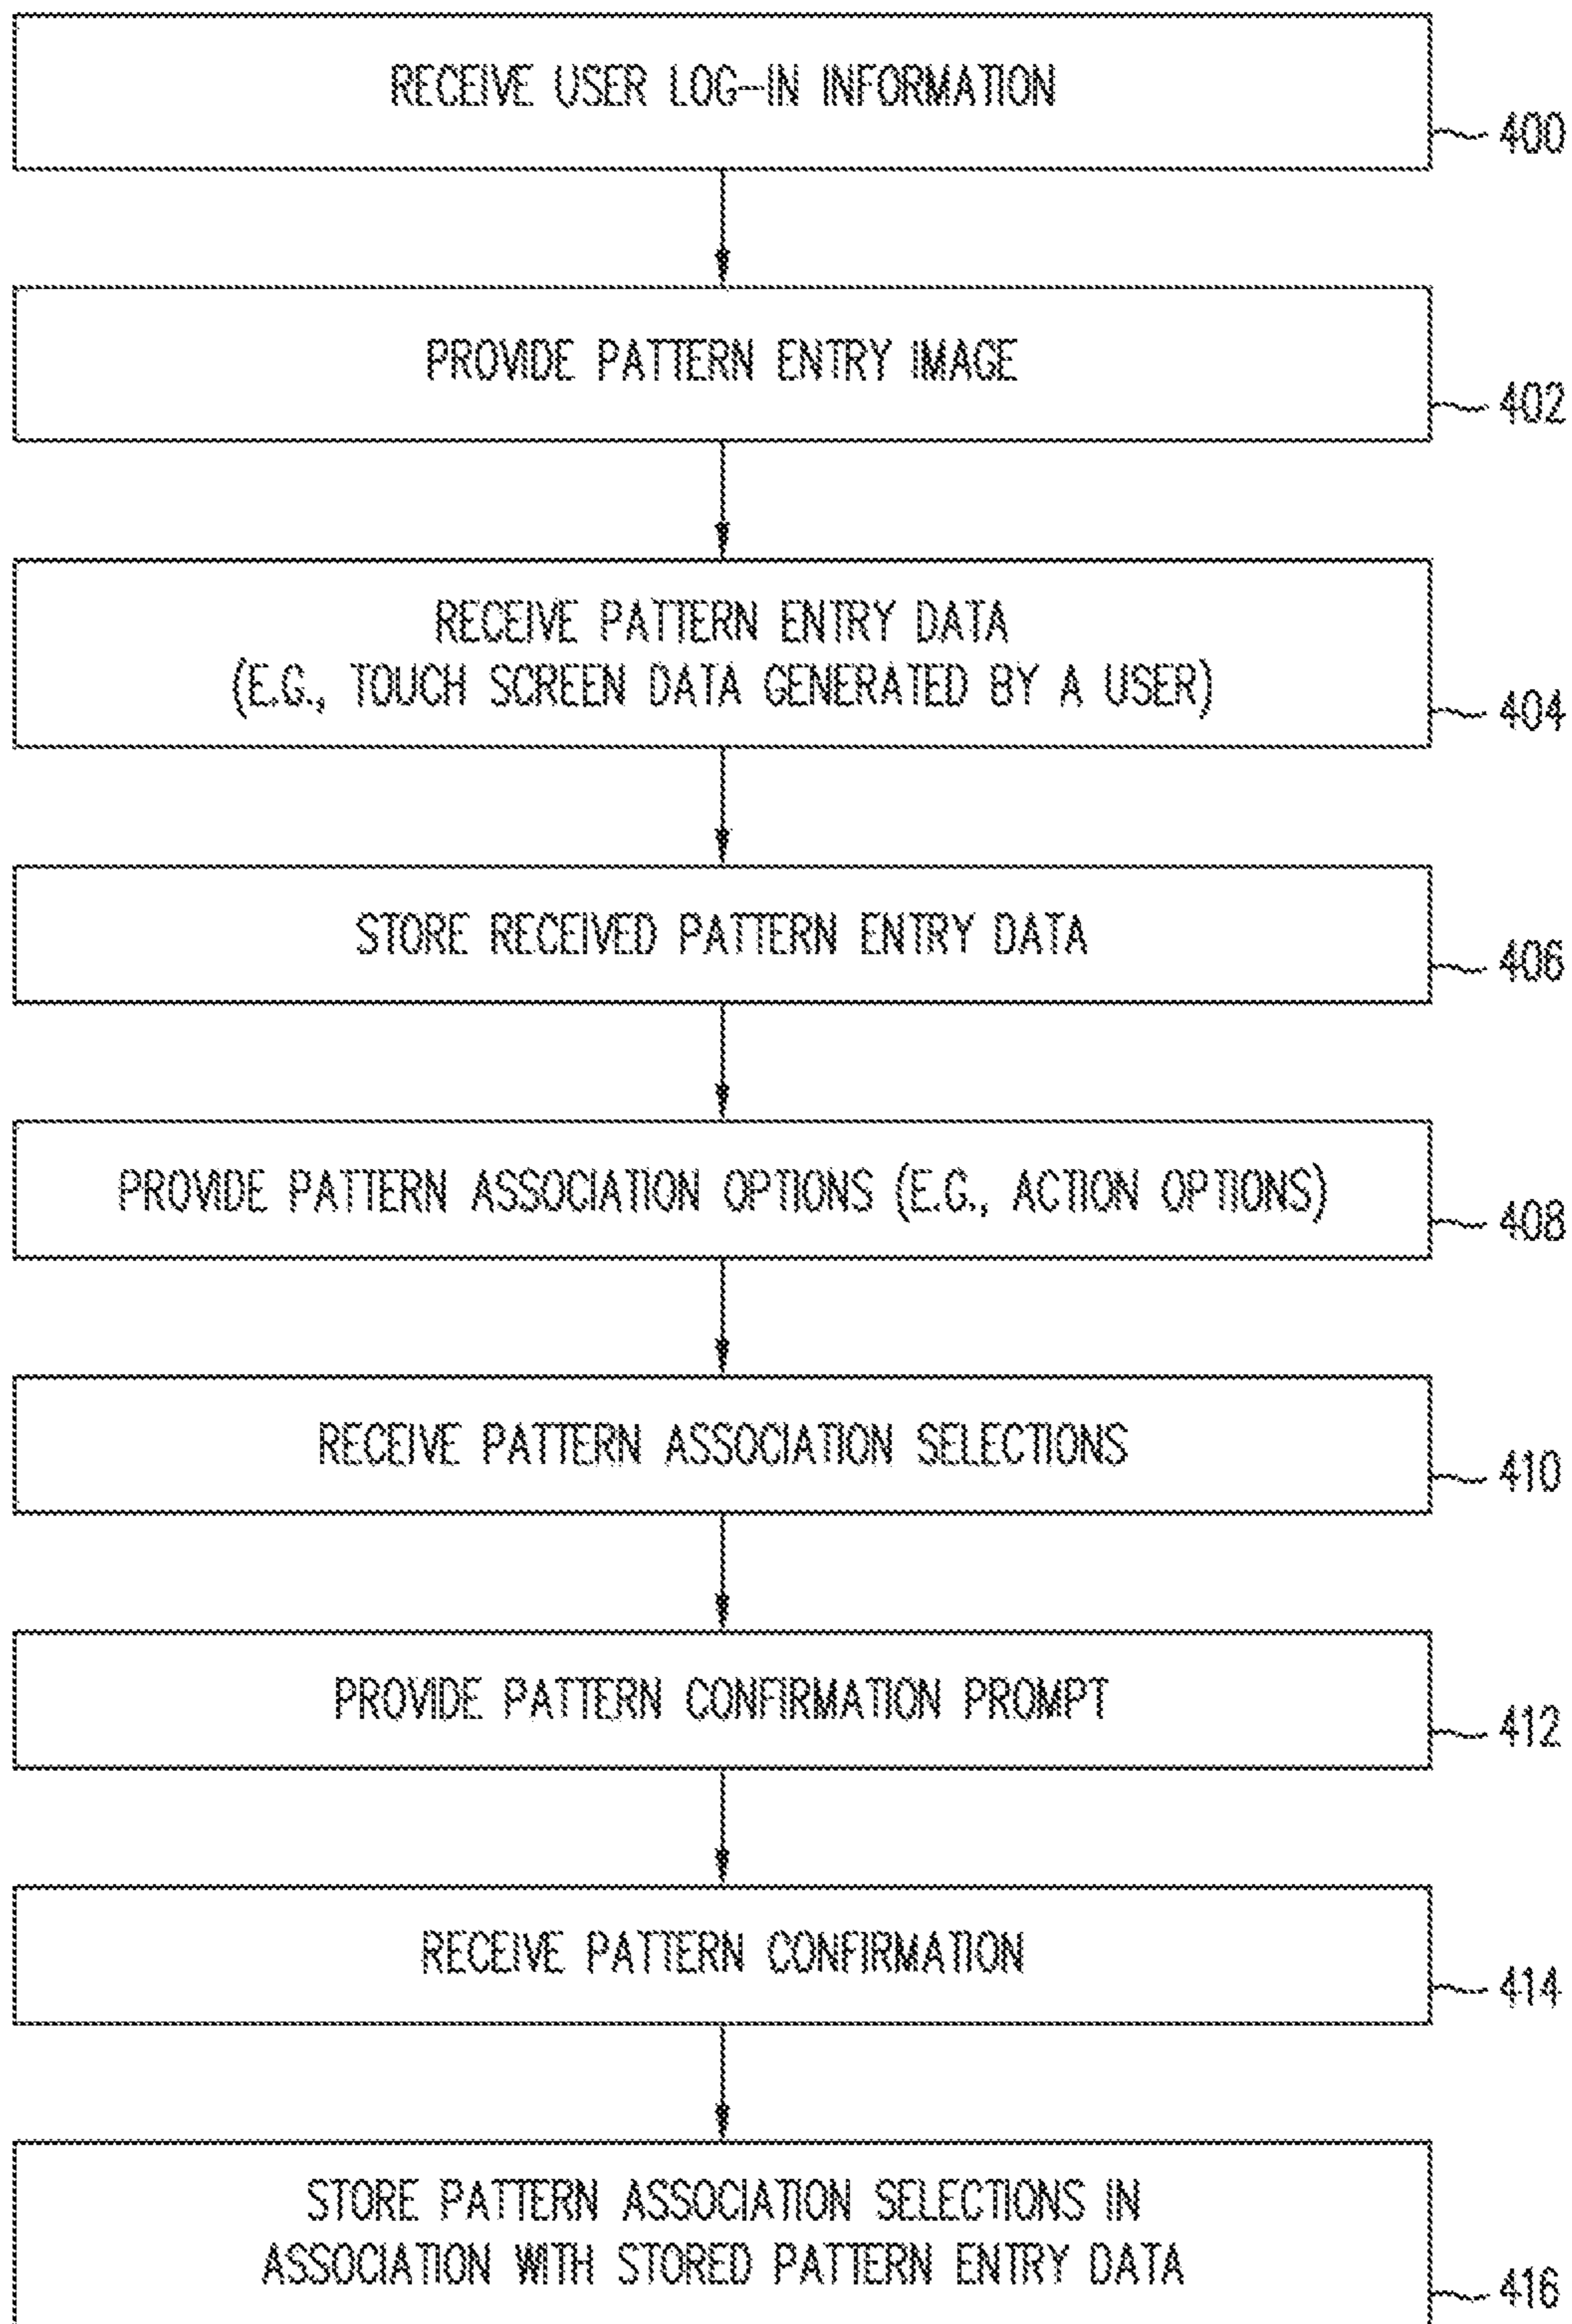 RECEIVE USER LOG-IN INFORMATION
400
PROVIDE PATTERN ENTRY IMAGE
402
RECEIVE PATTERN ENTRY DATA
(E.G., TOUCH SCREEN DATA GENERATED BY A USER)
404
STORE RECEIVED PATTERN ENTRY DATA
406
PROVIDE PATTERN ASSOCIATION OPTIONS (E.G., ACTION OPTIONS)
408
RECEIVE PATTERN ASSOCIATION SELECTIONS
410
PROVIDE PATTERN CONFIRMATION PROMPT
412
RECEIVE PATTERN CONFIRMATION
414
STORE PATTERN ASSOCIATION SELECTIONS IN
ASSOCIATION WITH STORED PATTERN ENTRY DATA
416